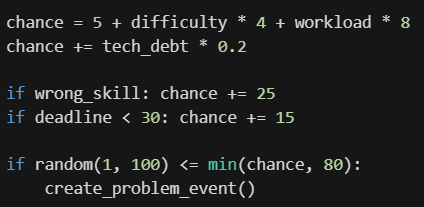 chance = 5 + difficulty * 4 + workload * 8
chance += tech_debt * 0.2

if wrong_skill: chance += 25
if deadline < 30: chance += 15

if random(1, 100) <= min(chance, 80):
    create_problem_event()